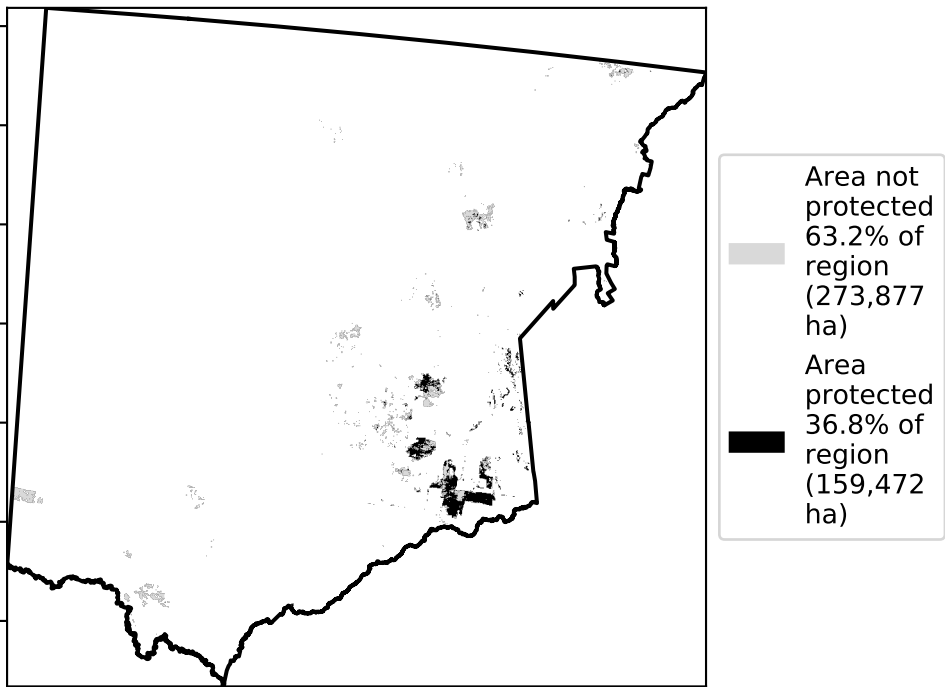 Area not
protected
63.2% of
region
(273,877
ha)
Area
protected
36.8% of
region
(159,472
ha)